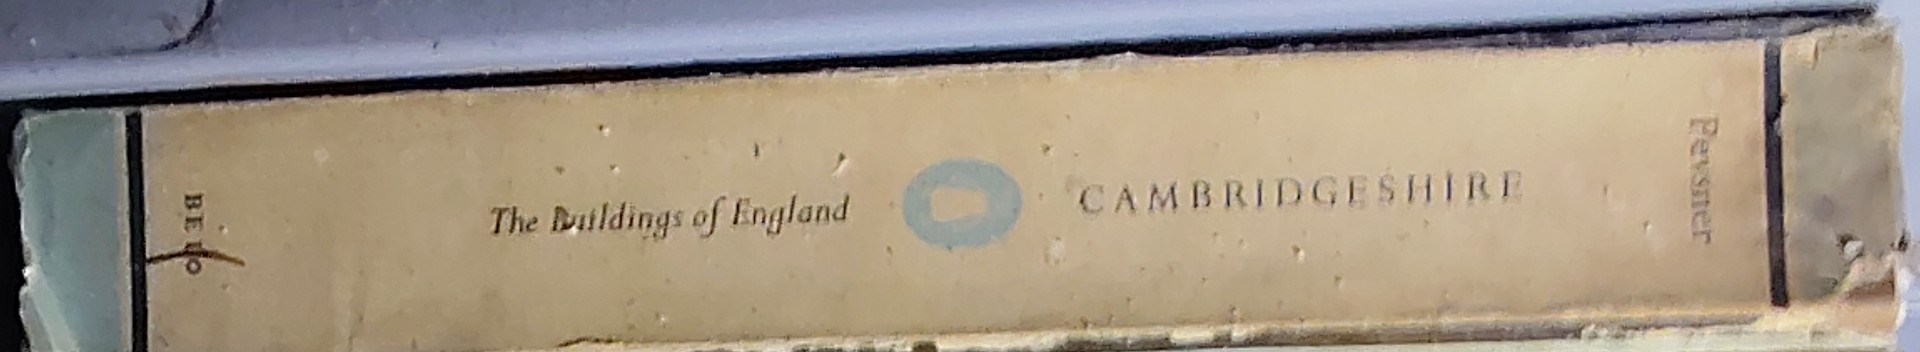 Pevsner
The Buildings of England
CAMBRIDGESHIRE
BE 10